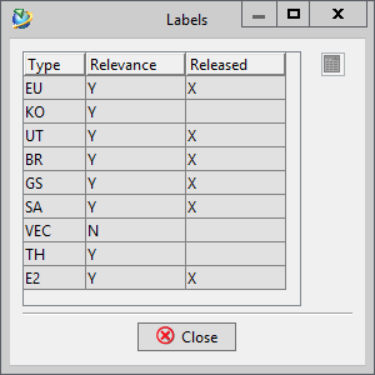 Labels
Type Relevance Released
EU Y X
KO Y
UT Y X
BR Y X
GS Y X
SA Y X
VEC N
TH Y
E2 Y X
Close